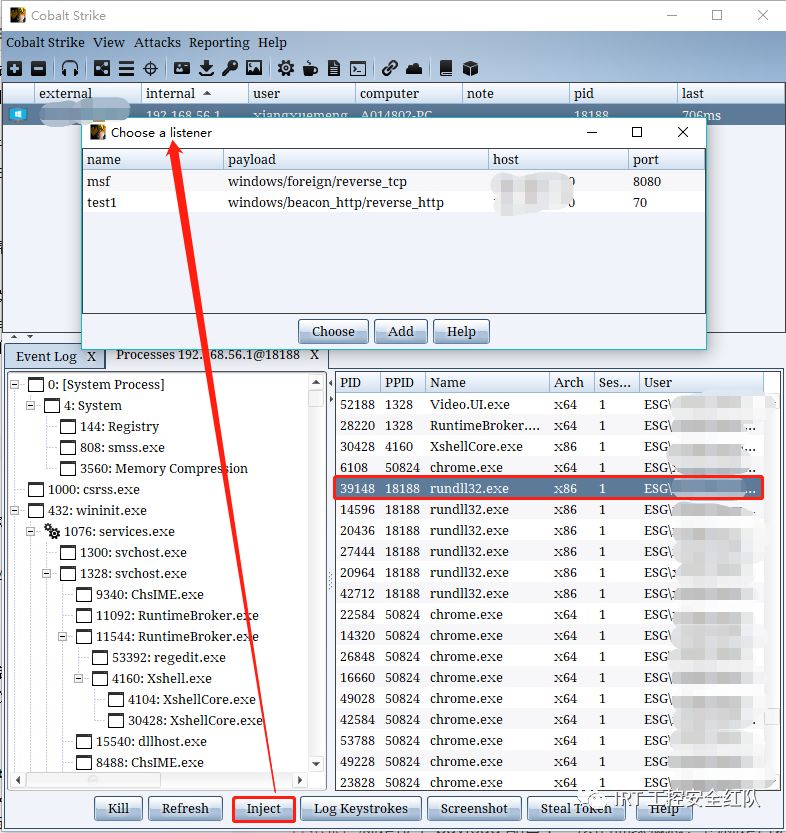 Cobalt Strike
Cobalt Strike View Attacks Reporting Help
external internal user computer note pid last
192.168.56.1 xiangxuemeng A014802-PC 18188 706ms
Choose a listener
name payload host port
msf windows/foreign/reverse_tcp 0 8080
test1 windows/beacon_http/reverse_http 0 70
Choose Add Help
Event Log X Processes 192.168.56.1@18188 X
0: [System Process]
4: System
144: Registry
808: smss.exe
3560: Memory Compression
1000: csrss.exe
432: wininit.exe
1076: services.exe
1300: svchost.exe
1328: svchost.exe
9340: ChsIME.exe
11092: RuntimeBroker.exe
11544: RuntimeBroker.exe
53392: regedit.exe
4160: Xshell.exe
4104: XshellCore.exe
30428: XshellCore.exe
15540: dllhost.exe
8488: ChsIME.exe
PID PPID Name Arch Ses... User
52188 1328 Video.UI.exe x64 1 ESG\
28220 1328 RuntimeBroker.... x64 1 ESG\ ...
30428 4160 XshellCore.exe x86 1 ESG\ ...
6108 50824 chrome.exe x64 1 ESG\ ...
39148 18188 rundll32.exe x86 1 ESG\ ...
14596 18188 rundll32.exe x86 1 ESG\ ...
20436 18188 rundll32.exe x86 1 ESG\
27444 18188 rundll32.exe x86 1 ESG\
20964 18188 rundll32.exe x86 1 ESG\
42712 18188 rundll32.exe x86 1 ESG\
22584 50824 chrome.exe x64 1 ESG\
14320 50824 chrome.exe x64 1 ESG\
26848 50824 chrome.exe x64 1 ESG\
16660 50824 chrome.exe x64 1 ESG\
49028 50824 chrome.exe x64 1 ESG\
42584 50824 chrome.exe x64 1 ESG\ ...
53788 50824 chrome.exe x64 1 ESG\
49228 50824 chrome.exe x64 1 ESG\
23828 50824 chrome.exe x64 1 ESG\
Kill Refresh Inject Log Keystrokes Screenshot Steal Token Help
JRT工控安全红队